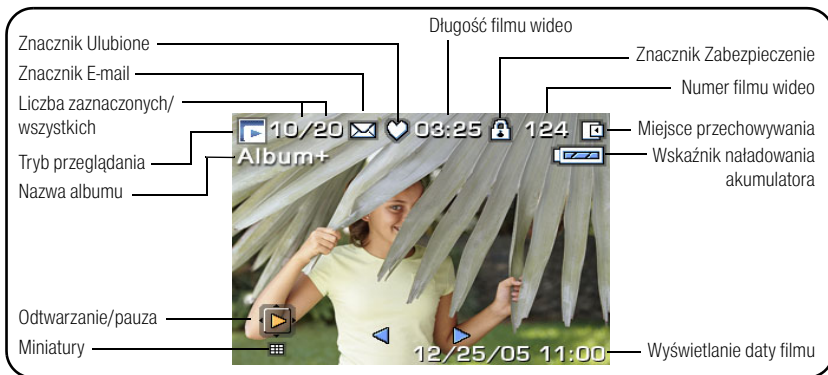 Znacznik Ulubione
Znacznik E-mail
Liczba zaznaczonych/
wszystkich
Tryb przeglądania
Nazwa albumu
Odtwarzanie/pauza
Miniatury
Długość filmu wideo
Znacznik Zabezpieczenie
Numer filmu wideo
Miejsce przechowywania
Wskaźnik naładowania
akumulatora
Wyświetlanie daty filmu
10/20 03:25 124
Album+
12/25/05 11:00